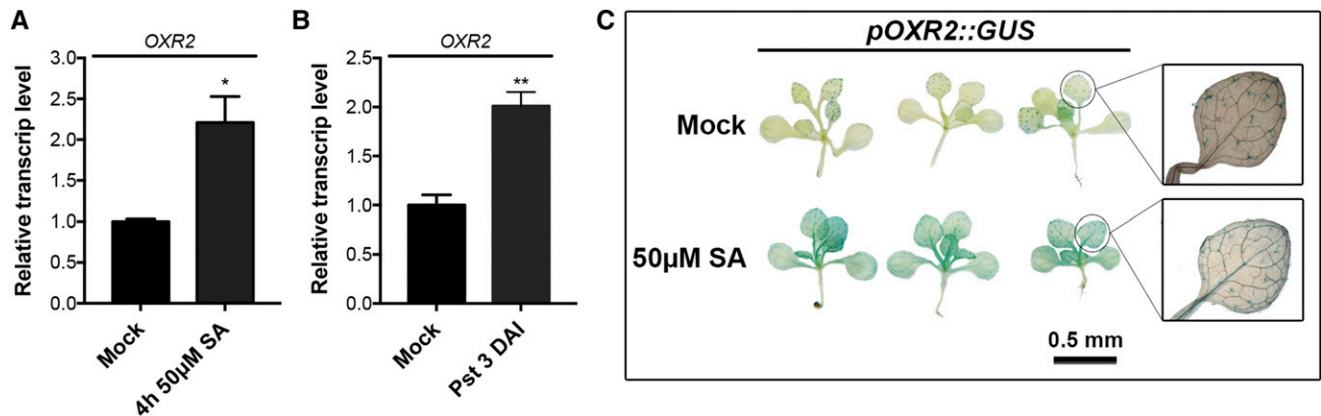 A
OXR2
Relative transcrip level
3.0
2.5
2.0
1.5
1.0
0.5
0.0
*
Mock
4h 50µM SA
B
OXR2
Relative transcrip level
2.5
2.0
1.5
1.0
0.5
0.0
**
Mock
Pst 3 DAI
C
pOXR2::GUS
Mock
50µM SA
0.5 mm